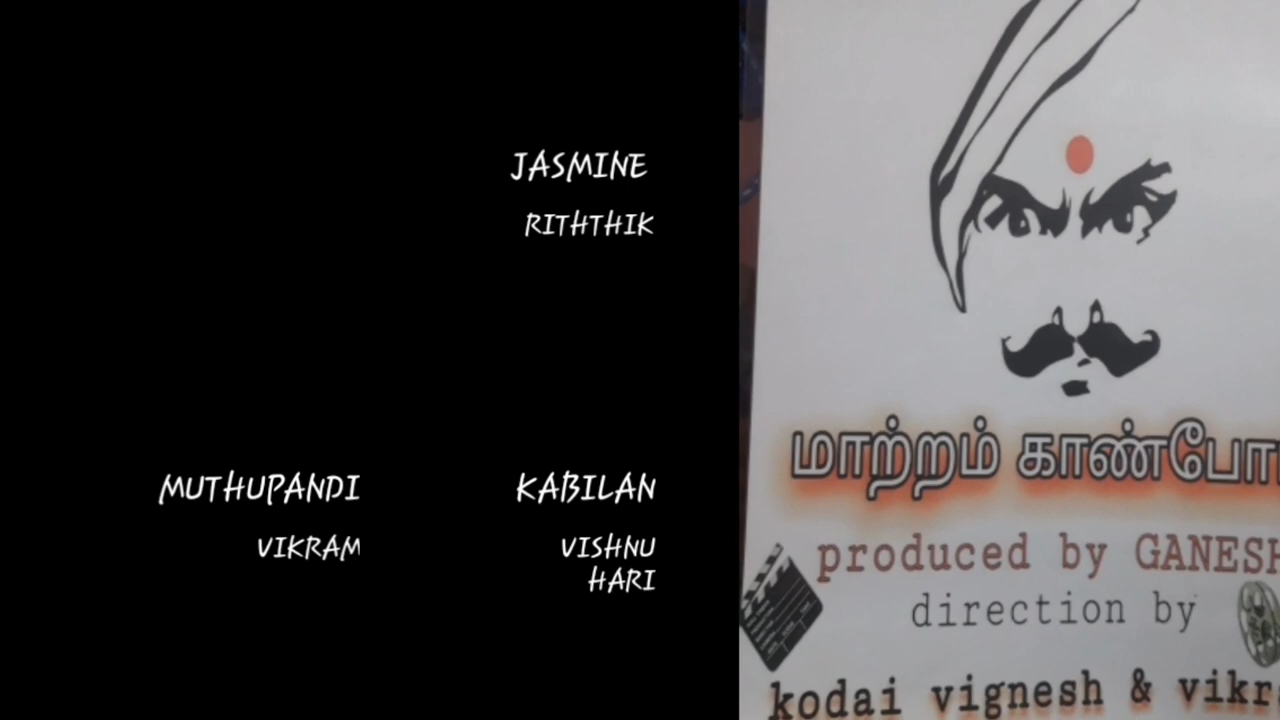 JASMINE
RITHTHIK
MUTHUPANDI
VIKRAM
KABILAN
VISHNU
HARI
மாற்றம் காண்போ
produced by GANESH
direction by
kodai vignesh & vikr